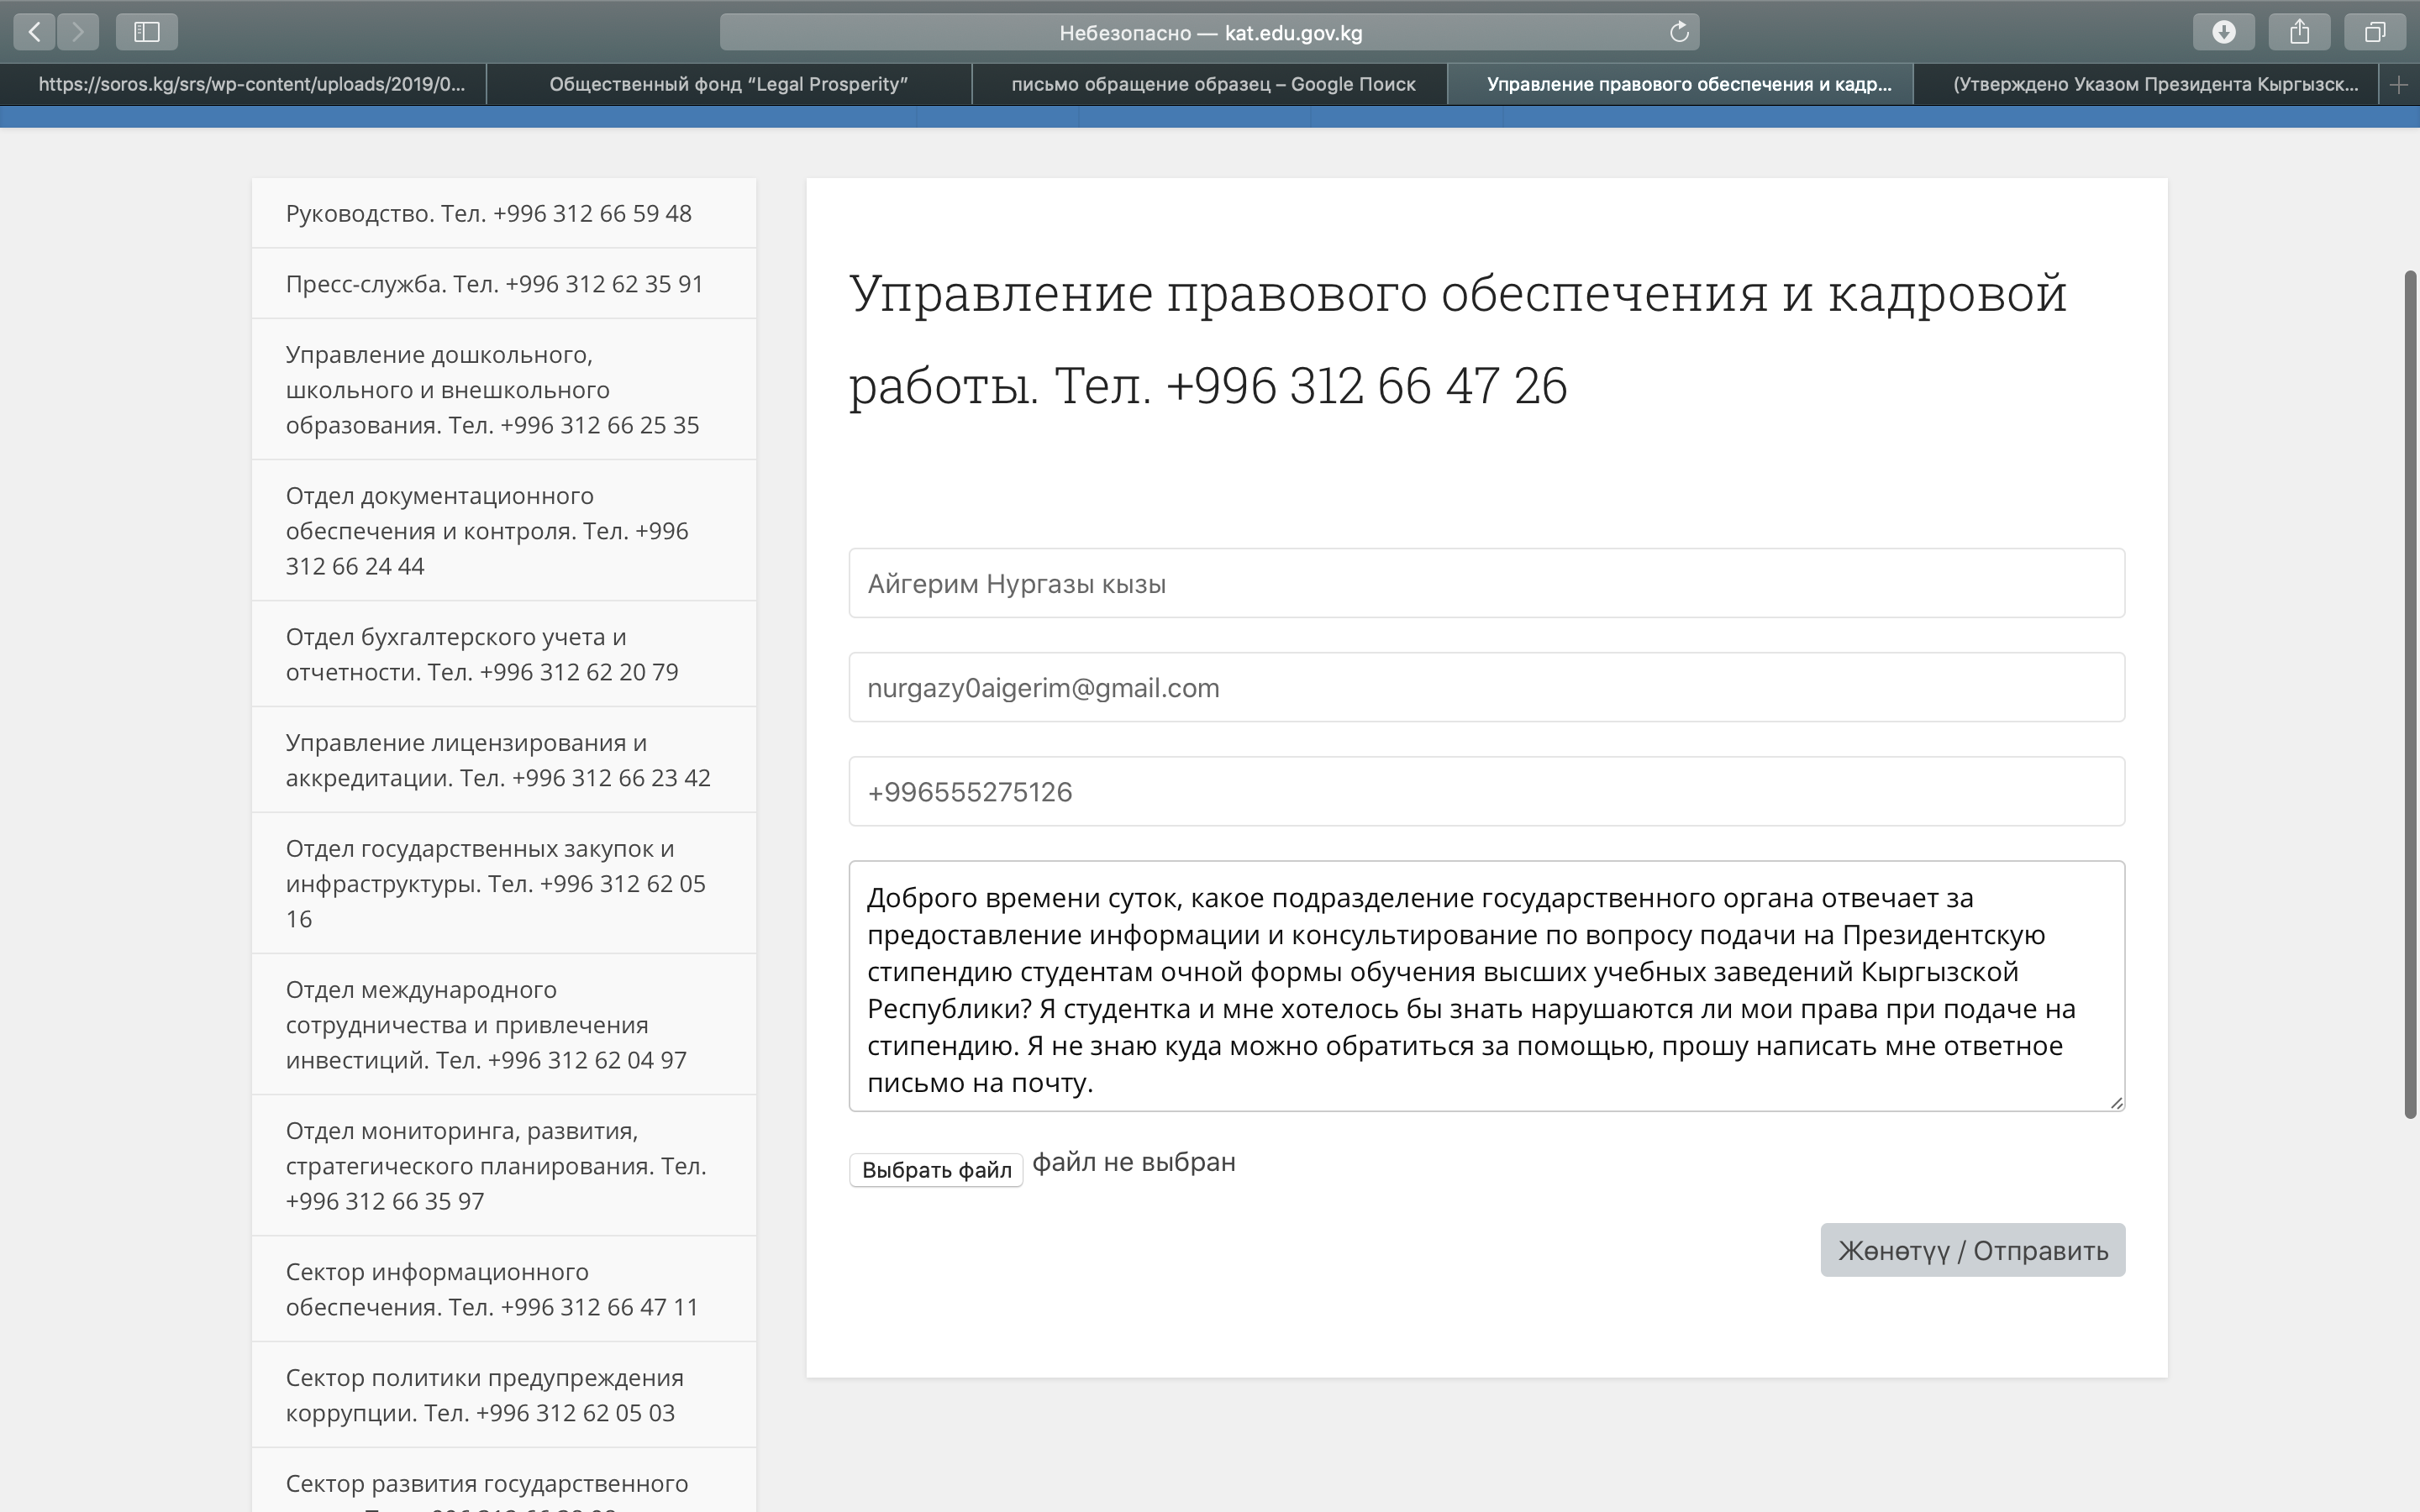 Небезопасно — kat.edu.gov.kg
https://soros.kg/srs/wp-content/uploads/2019/0...
Общественный фонд “Legal Prosperity”
письмо обращение образец – Google Поиск
Управление правового обеспечения и кадр...
(Утверждено Указом Президента Кыргызск...
Руководство. Тел. +996 312 66 59 48
Пресс-служба. Тел. +996 312 62 35 91
Управление дошкольного,
школьного и внешкольного
образования. Тел. +996 312 66 25 35
Отдел документационного
обеспечения и контроля. Тел. +996
312 66 24 44
Отдел бухгалтерского учета и
отчетности. Тел. +996 312 62 20 79
Управление лицензирования и
аккредитации. Тел. +996 312 66 23 42
Отдел государственных закупок и
инфраструктуры. Тел. +996 312 62 05
16
Отдел международного
сотрудничества и привлечения
инвестиций. Тел. +996 312 62 04 97
Отдел мониторинга, развития,
стратегического планирования. Тел.
+996 312 66 35 97
Сектор информационного
обеспечения. Тел. +996 312 66 47 11
Сектор политики предупреждения
коррупции. Тел. +996 312 62 05 03
Сектор развития государственного
Управление правового обеспечения и кадровой
работы. Тел. +996 312 66 47 26
Айгерим Нургазы кызы
nurgazy0aigerim@gmail.com
+996555275126
Доброго времени суток, какое подразделение государственного органа отвечает за
предоставление информации и консультирование по вопросу подачи на Президентскую
стипендию студентам очной формы обучения высших учебных заведений Кыргызской
Республики? Я студентка и мне хотелось бы знать нарушаются ли мои права при подаче на
стипендию. Я не знаю куда можно обратиться за помощью, прошу написать мне ответное
письмо на почту.
Выбрать файл файл не выбран
Жөнөтүү / Отправить